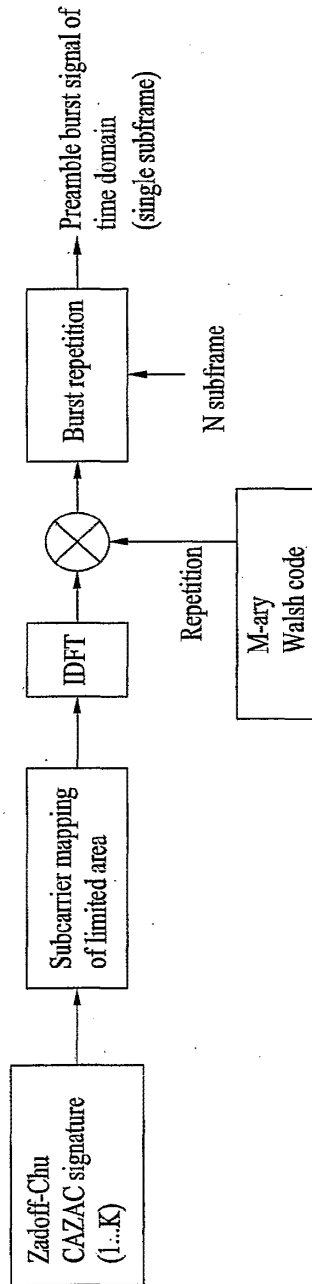 Zadoff-Chu
CAZAC signature
(1...K)
Subcarrier mapping
of limited area
IDFT
Repetition
M-ary
Walsh code
Burst repetition
N subframe
Preamble burst signal of
time domain
(single subframe)